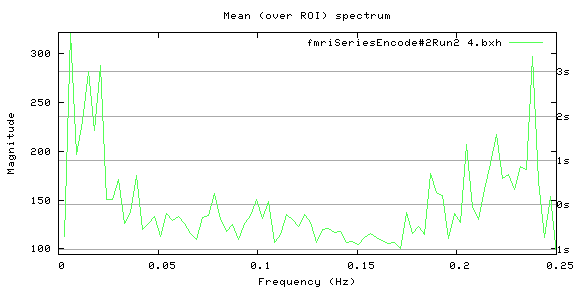 Mean (over ROI) spectrum
fmriSeriesEncode#2Run2 4.bxh
300
250
200
150
100
3s
2s
1s
0s
1s
Magnitude
0
0.05
0.1
0.15
0.2
0.25
Frequency (Hz)